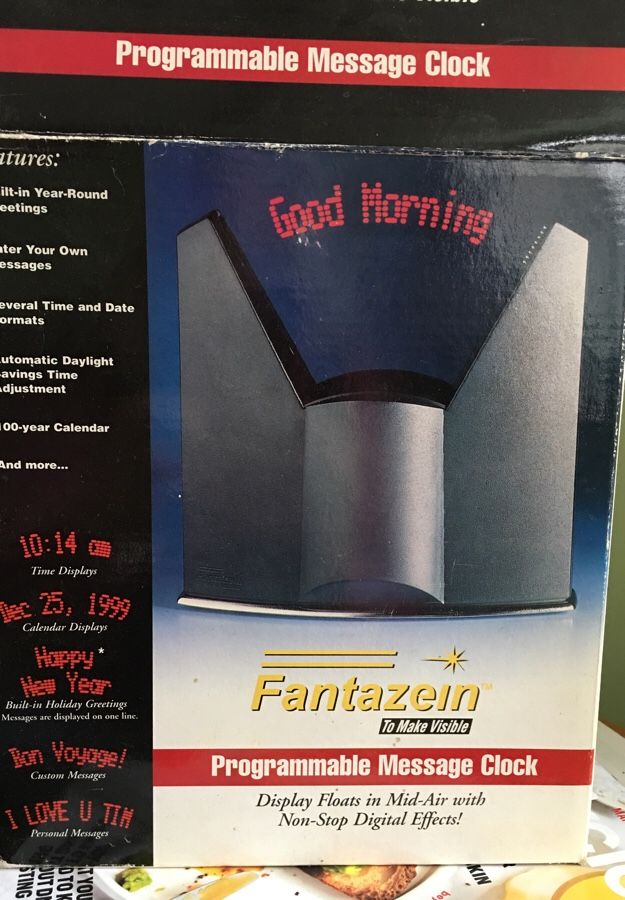 Programmable Message Clock
atures:
ilt-in Year-Round
eetings
nter Your Own
essages
everal Time and Date
ormats
utomatic Daylight
avings Time
djustment
00-year Calendar
And more...
10:14 am
Time Displays
Dec 25, 1999
Calendar Displays
Happy *
New Year
Built-in Holiday Greetings
Messages are displayed on one line.
Bon Voyage!
Custom Messages
I LOVE U TIM
Personal Messages
Good Morning
Fantazein™
To Make Visible
Programmable Message Clock
Display Floats in Mid-Air with
Non-Stop Digital Effects!